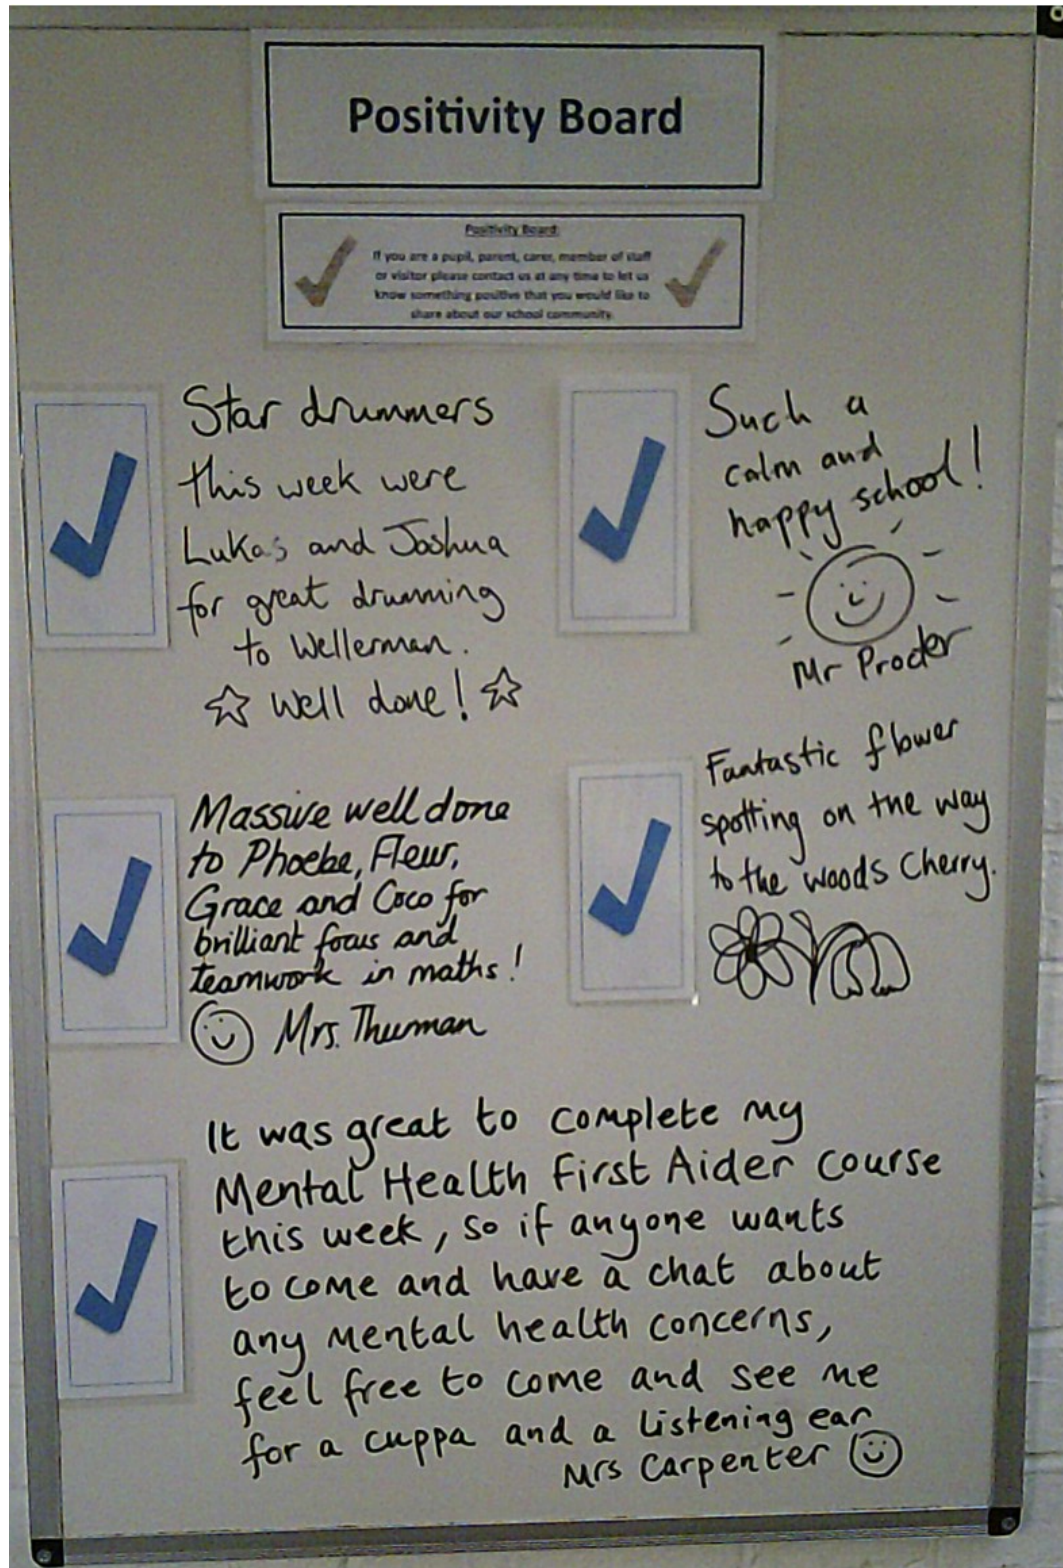 Positivity Board
Positivity Board
If you are a pupil, parent, carer, member of staff
or visitor please contact us at any time to let us
know something positive that you would like to
share about our school community.
Star drummers
this week were
Lukas and Joshua
for great drumming
to Wellerman.
Well done!
Such a
calm and
happy school!
Mr Procter
Massive well done
to Phoebe, Fleur,
Grace and Coco for
brilliant focus and
teamwork in maths!
Mrs. Thurman
Fantastic flower
spotting on the way
to the woods Cherry.
It was great to complete my
Mental Health First Aider course
this week, so if anyone wants
to come and have a chat about
any mental health concerns,
feel free to come and see me
for a cuppa and a listening ear
Mrs Carpenter